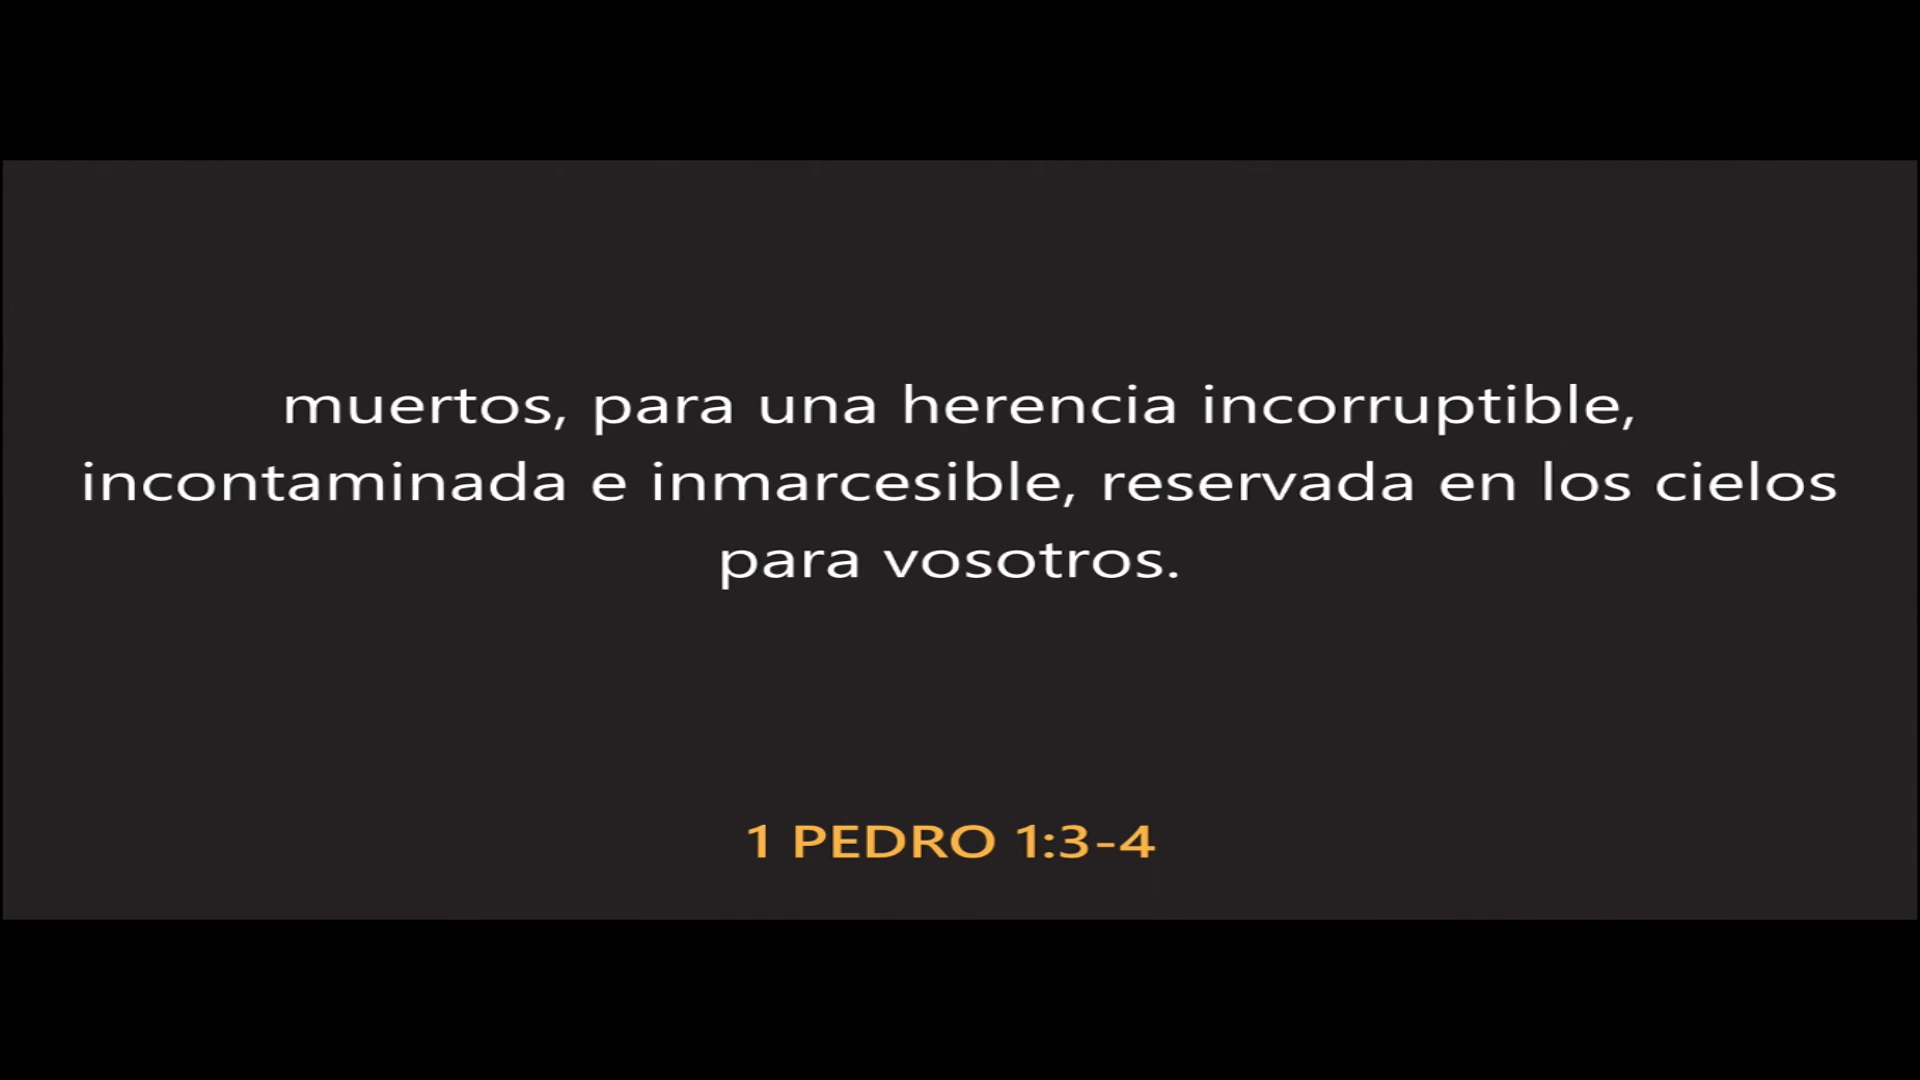 muertos, para una herencia incorruptible,
incontaminada e inmarcesible, reservada en los cielos
para vosotros.
1 PEDRO 1:3-4